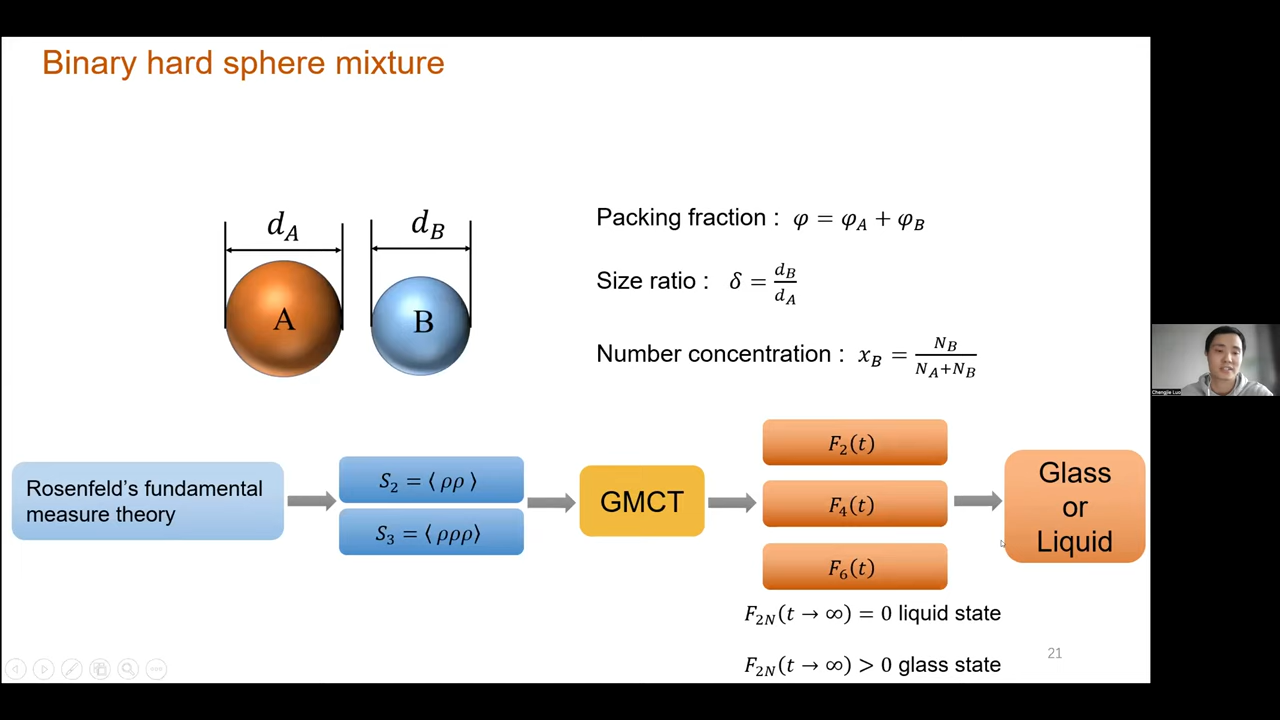 Binary hard sphere mixture
d_A
d_B
A
B
Packing fraction : φ = φ_A + φ_B
Size ratio : δ = d_B/d_A
Number concentration : x_B = N_B/(N_A+N_B)
Rosenfeld's fundamental
measure theory
S_2 = ⟨ ρρ ⟩
S_3 = ⟨ ρρρ⟩
GMCT
F_2(t)
F_4(t)
F_6(t)
Glass
or
Liquid
F_2N(t → ∞) = 0 liquid state
F_2N(t → ∞) > 0 glass state
21
Chengjie Luo